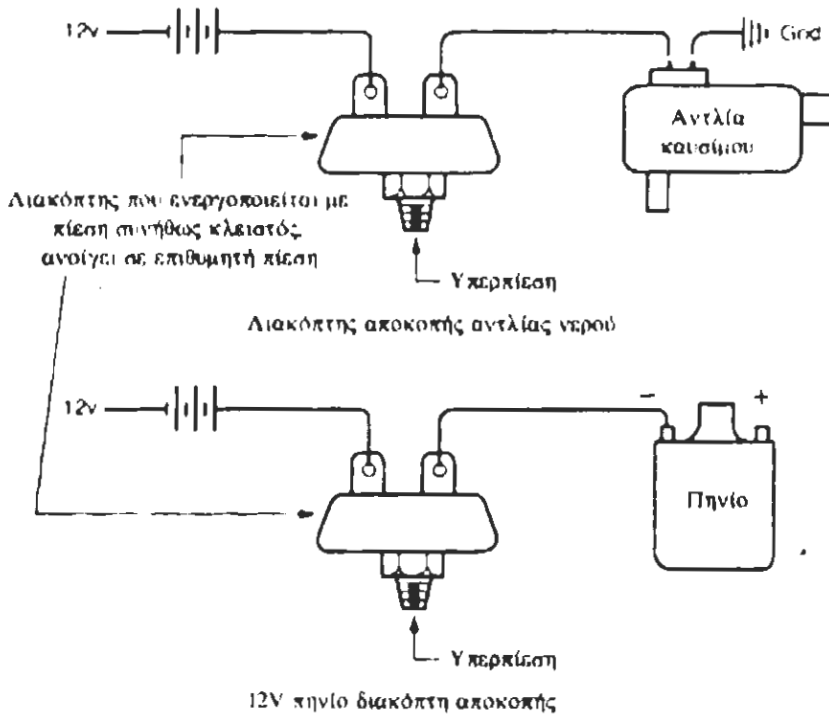 12v
Grid
Αντλία
καυσίμου
Διακόπτης που ενεργοποιείται με
πίεση συνήθως κλειστός,
ανοίγει σε επιθυμητή πίεση
Υπερπίεση
Διακόπτης αποκοπής αντλίας νερού
12v
- +
Πηνίο
Υπερπίεση
12V πηνίο διακόπτη αποκοπής